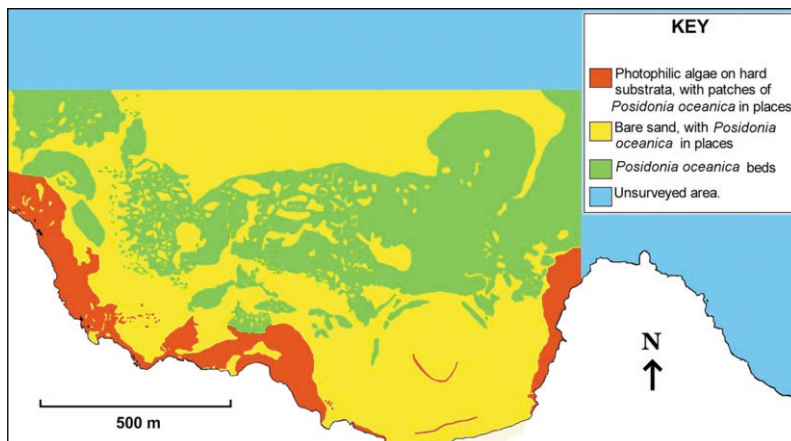 KEY
Photophilic algae on hard
substrata, with patches of
Posidonia oceanica in places
Bare sand, with Posidonia
oceanica in places
Posidonia oceanica beds
Unsurveyed area.
N
500 m